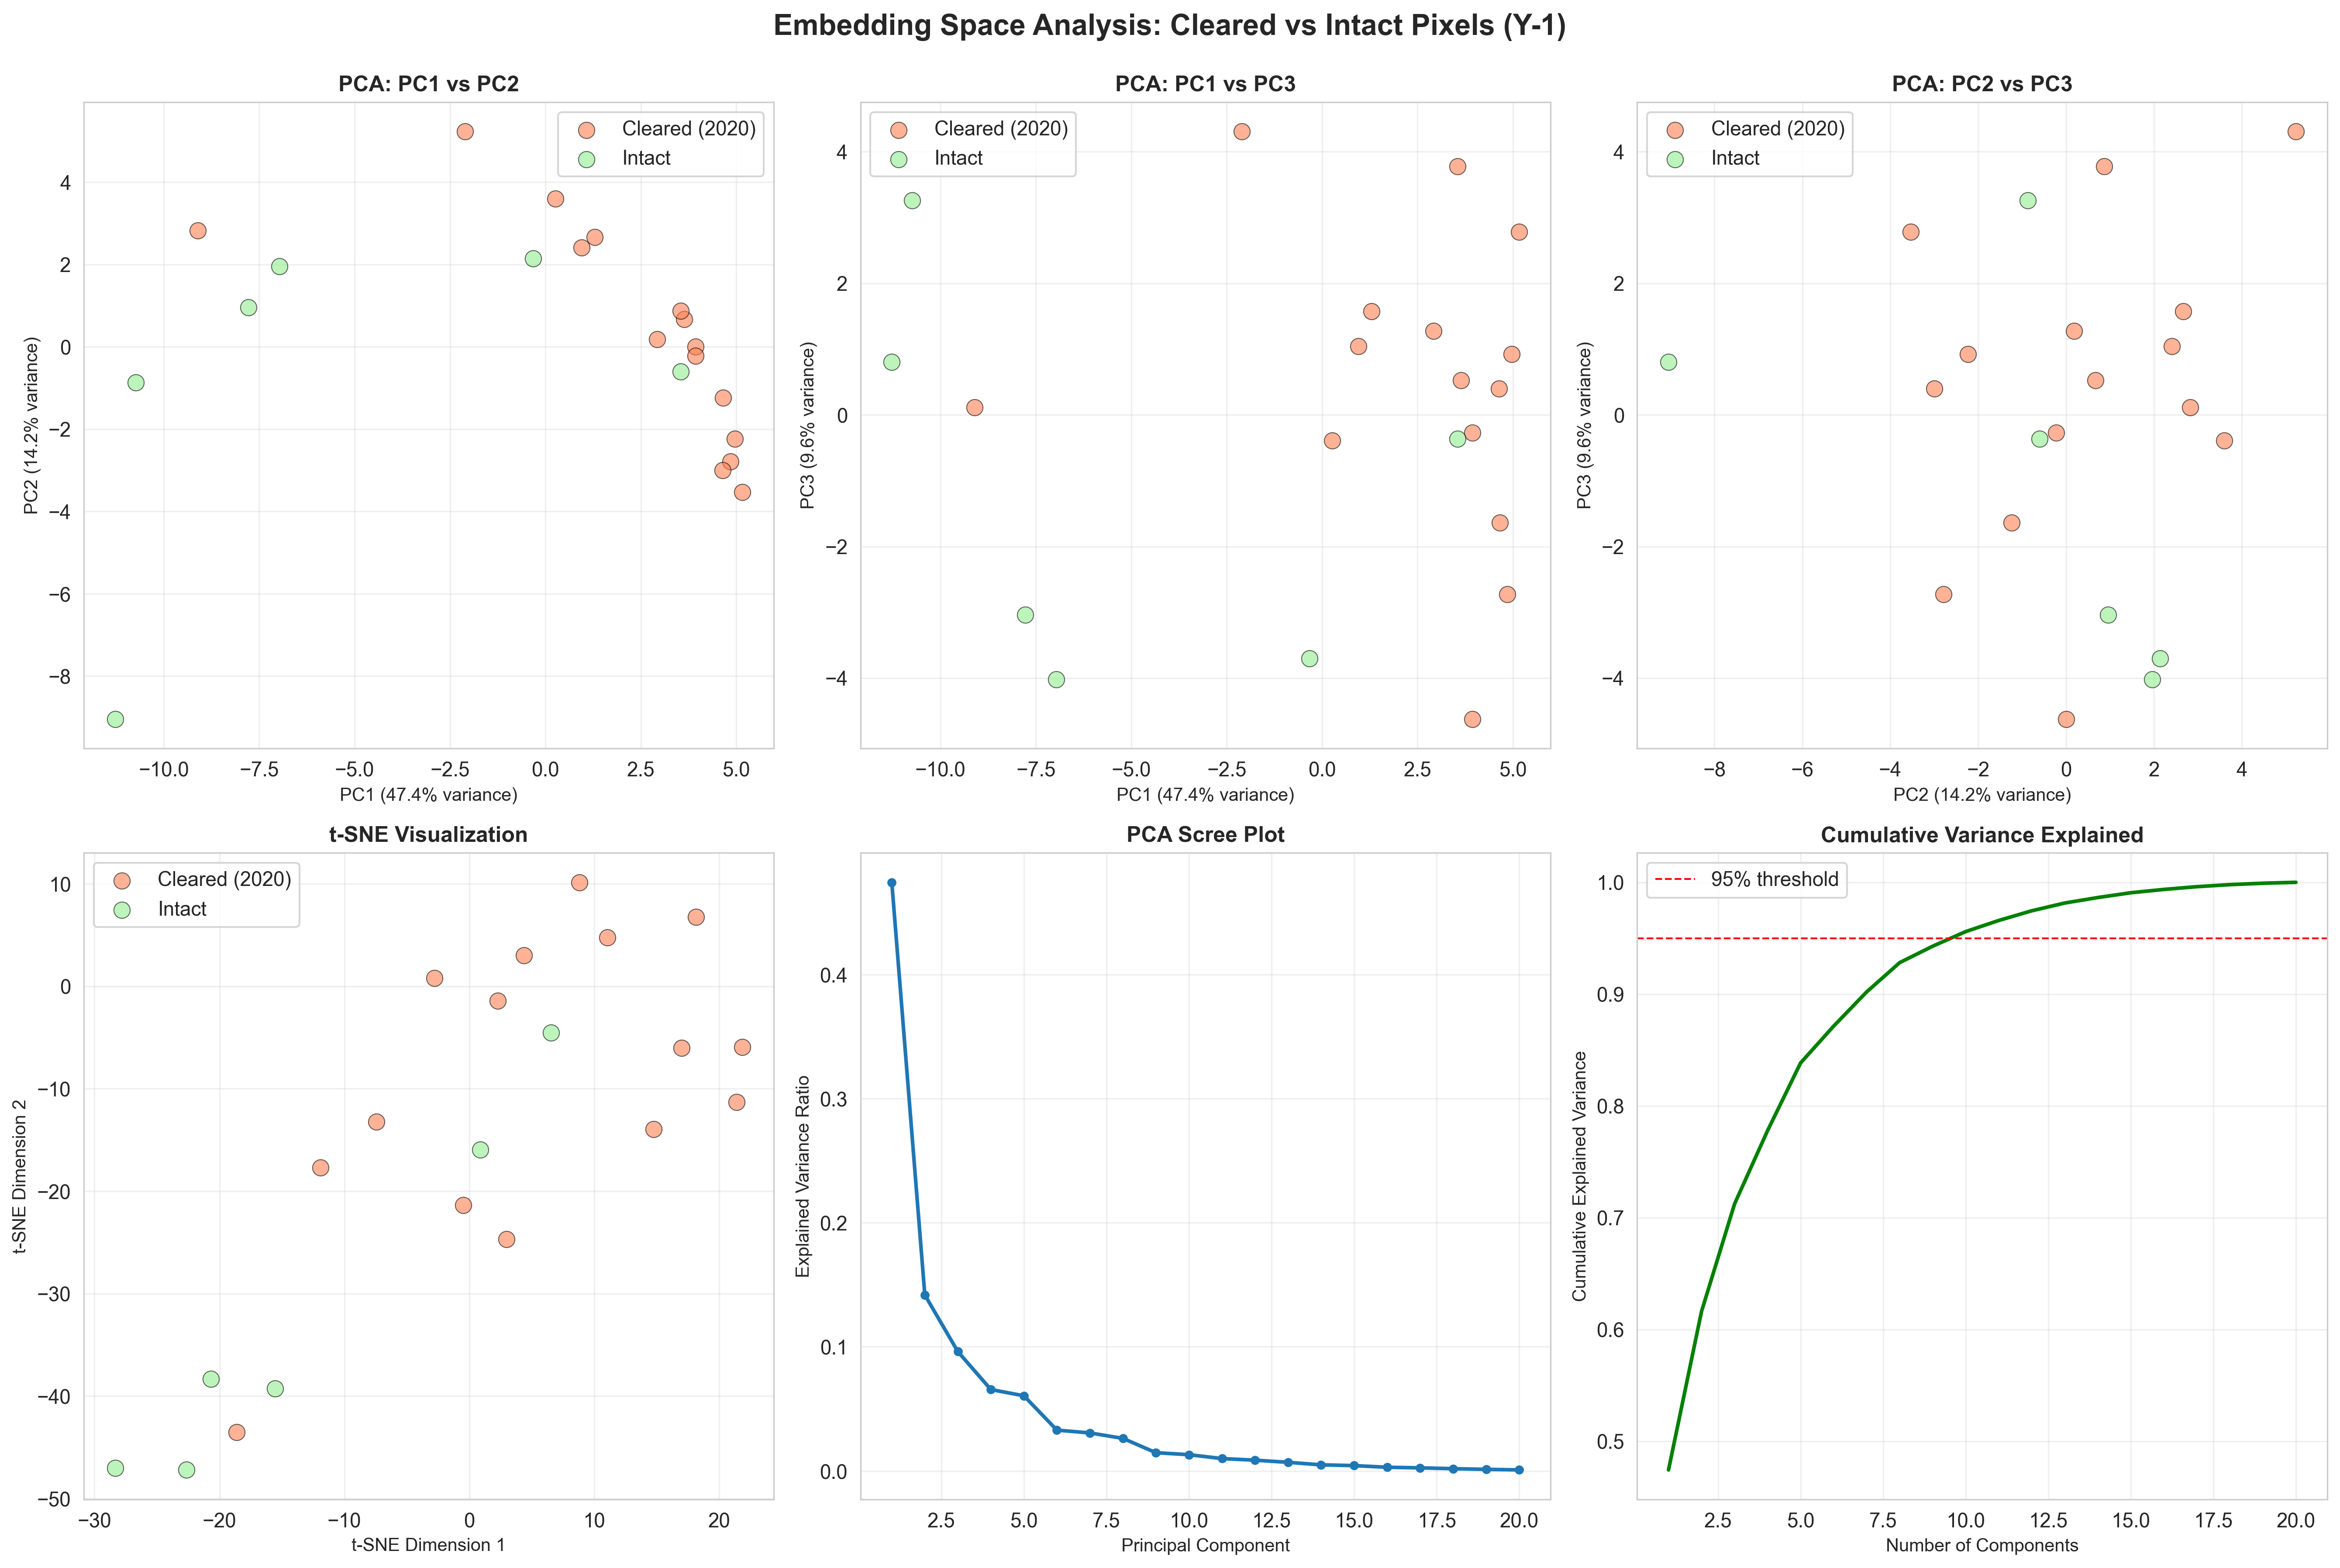 Embedding Space Analysis: Cleared vs Intact Pixels (Y-1)
PCA: PC1 vs PC2
Cleared (2020)
Intact
4
2
0
−2
−4
−6
−8
PC2 (14.2% variance)
−10.0 −7.5 −5.0 −2.5 0.0 2.5 5.0
PC1 (47.4% variance)
PCA: PC1 vs PC3
Cleared (2020)
Intact
4
2
0
−2
−4
PC3 (9.6% variance)
−10.0 −7.5 −5.0 −2.5 0.0 2.5 5.0
PC1 (47.4% variance)
PCA: PC2 vs PC3
Cleared (2020)
Intact
4
2
0
−2
−4
PC3 (9.6% variance)
−8 −6 −4 −2 0 2 4
PC2 (14.2% variance)
t-SNE Visualization
Cleared (2020)
Intact
10
0
−10
−20
−30
−40
−50
t-SNE Dimension 2
−30 −20 −10 0 10 20
t-SNE Dimension 1
PCA Scree Plot
0.4
0.3
0.2
0.1
0.0
Explained Variance Ratio
2.5 5.0 7.5 10.0 12.5 15.0 17.5 20.0
Principal Component
Cumulative Variance Explained
95% threshold
1.0
0.9
0.8
0.7
0.6
0.5
Cumulative Explained Variance
2.5 5.0 7.5 10.0 12.5 15.0 17.5 20.0
Number of Components